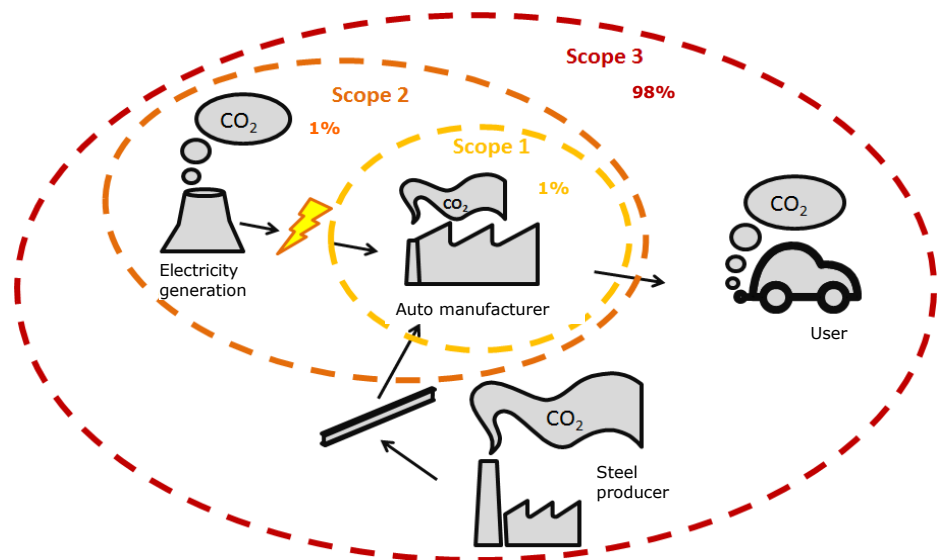 Scope 3
98%
Scope 2
1%
CO₂
Scope 1
1%
CO₂
CO₂
Electricity
generation
Auto manufacturer
User
CO₂
Steel
producer